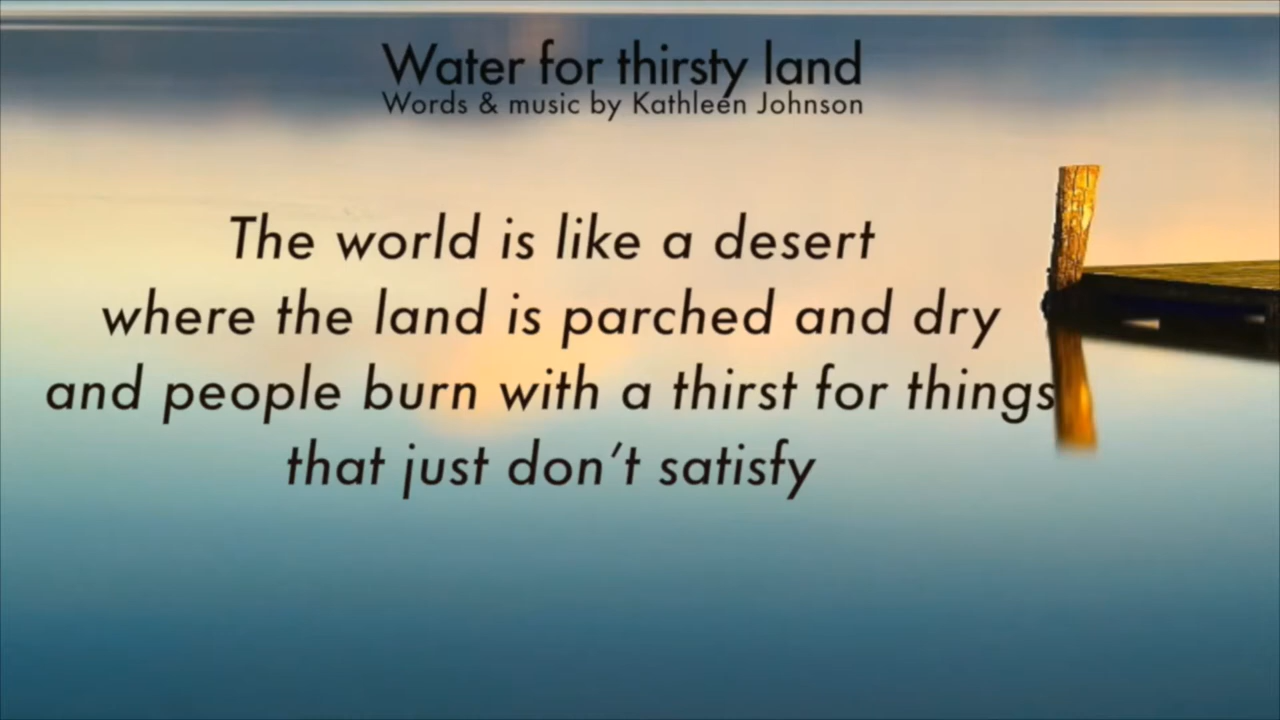 Water for thirsty land
Words & music by Kathleen Johnson
The world is like a desert
where the land is parched and dry
and people burn with a thirst for things
that just don't satisfy